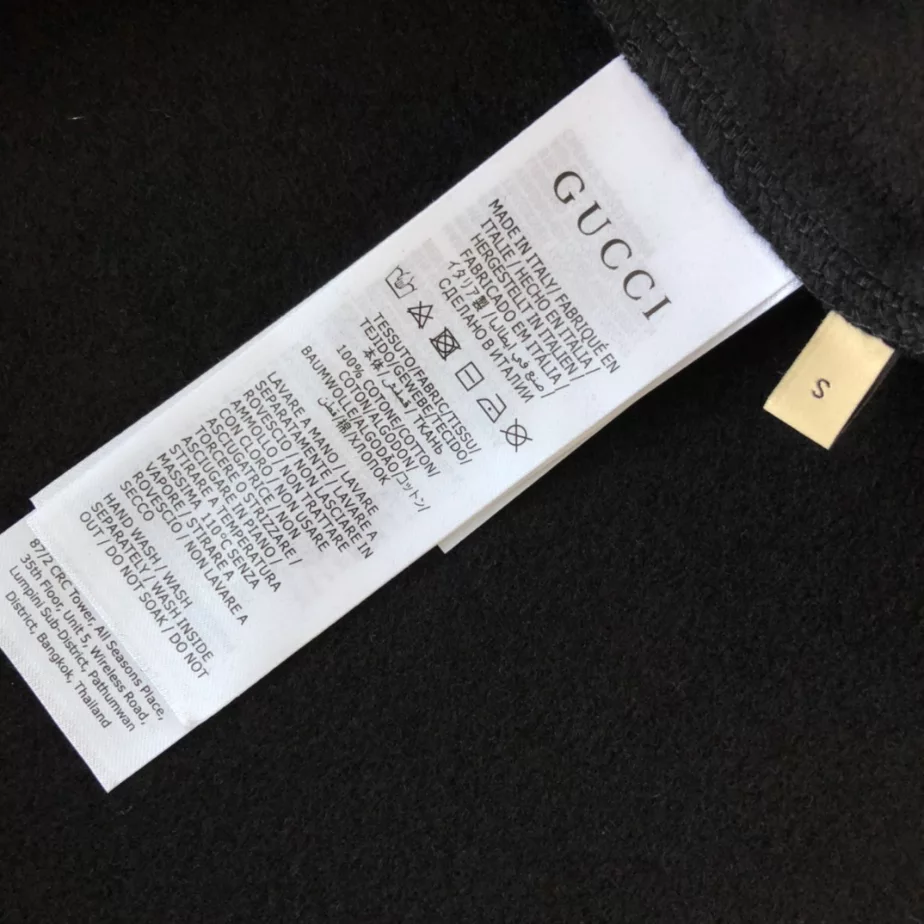 GUCCI
MADE IN ITALY / FABRIQUÉ EN
ITALIE / HECHO EN ITALIA /
HERGESTELLT IN ITALIEN /
FABRICADO EM ITALIA /
イタリア製 / صنع في إيطاليا /
СДЕЛАНО В ИТАЛИИ
TESSUTO/FABRIC/TISSU/
TEJIDO/GEWEBE/TECIDO/
本体/قماش/ТКАНЬ
100% COTONE/COTTON/
COTON/ALGODAO/コットン/
BAUMWOLLE/ALGODON/
棉/قطن/ХЛОПОК
LAVARE A MANO / LAVARE
SEPARATAMENTE / LAVARE A
ROVESCIO / NON LASCIARE IN
AMMOLLO / NON TRATTARE
CON CLORO / NON USARE
ASCIUGATRICE / NON
TORCERE O STRIZZARE /
ASCIUGARE IN PIANO /
STIRARE A TEMPERATURA
MASSIMA 110ºC SENZA
VAPORE / STIRARE A
ROVESCIO / NON LAVARE A
SECCO
HAND WASH / WASH
SEPARATELY / WASH INSIDE
OUT / DO NOT SOAK / DO NOT
87/2 CRC Tower, All Seasons Place,
35th Floor, Unit 5, Wireless Road,
Lumpini Sub-District, Pathumwan
District, Bangkok, Thailand
S